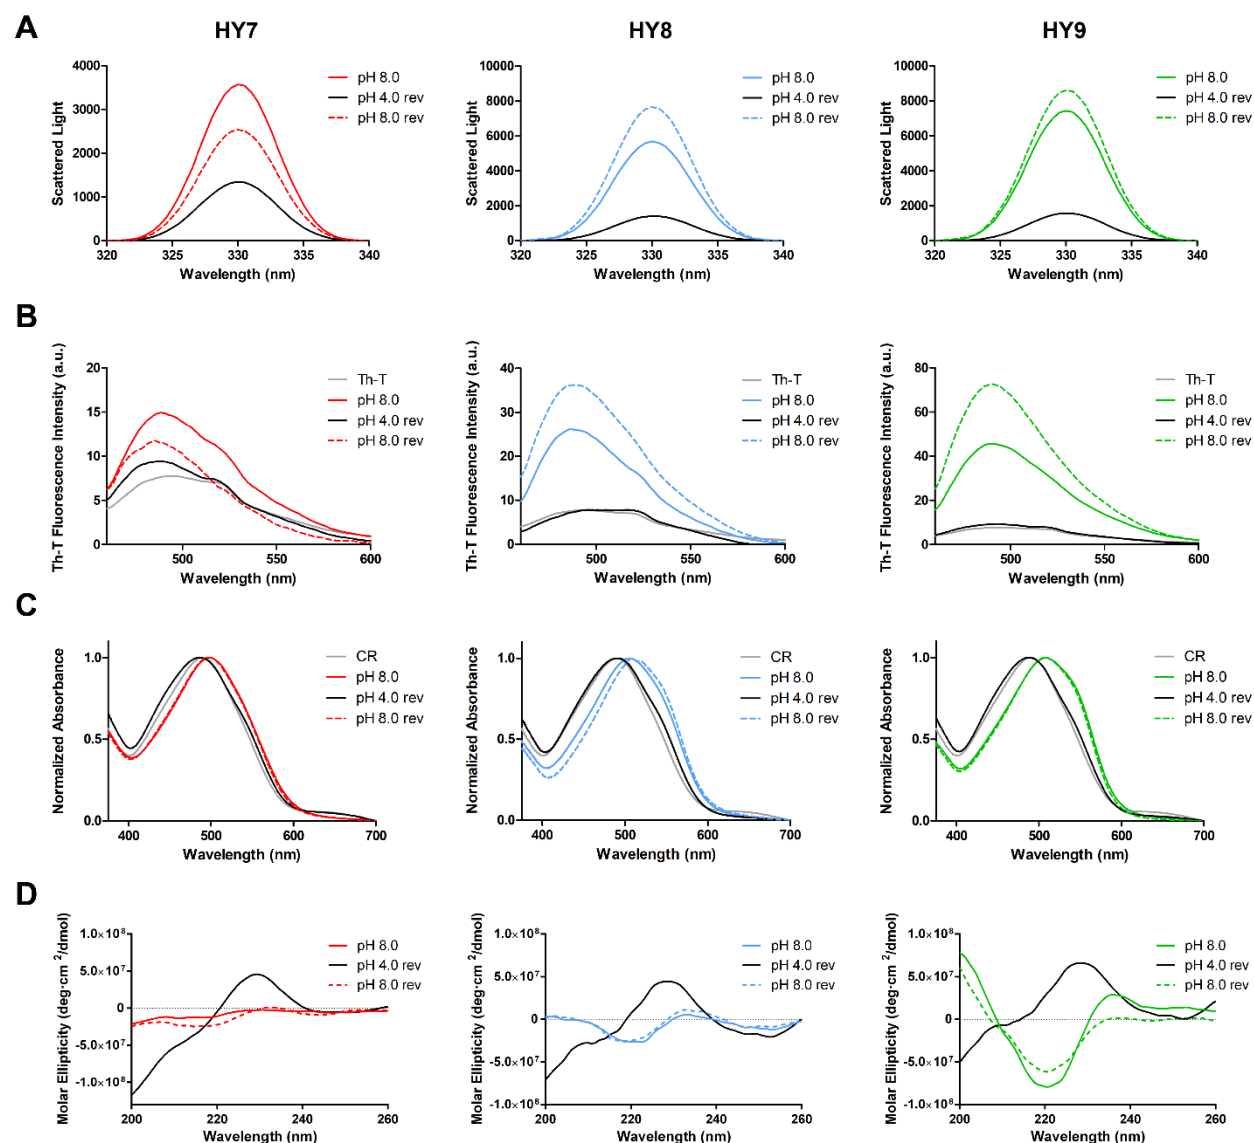 A
HY7
HY8
HY9
Scattered Light
4000
3000
2000
1000
0
320
325
330
335
340
Wavelength (nm)
pH 8.0
pH 4.0 rev
pH 8.0 rev
Scattered Light
10000
8000
6000
4000
2000
0
320
325
330
335
340
Wavelength (nm)
pH 8.0
pH 4.0 rev
pH 8.0 rev
Scattered Light
10000
8000
6000
4000
2000
0
320
325
330
335
340
Wavelength (nm)
pH 8.0
pH 4.0 rev
pH 8.0 rev
B
Th-T Fluorescence Intensity (a.u.)
20
15
10
5
0
500
550
600
Wavelength (nm)
Th-T
pH 8.0
pH 4.0 rev
pH 8.0 rev
Th-T Fluorescence Intensity (a.u.)
40
30
20
10
0
500
550
600
Wavelength (nm)
Th-T
pH 8.0
pH 4.0 rev
pH 8.0 rev
Th-T Fluorescence Intensity (a.u.)
80
60
40
20
0
500
550
600
Wavelength (nm)
Th-T
pH 8.0
pH 4.0 rev
pH 8.0 rev
C
Normalized Absorbance
1.0
0.5
0.0
400
500
600
700
Wavelength (nm)
CR
pH 8.0
pH 4.0 rev
pH 8.0 rev
Normalized Absorbance
1.0
0.5
0.0
400
500
600
700
Wavelength (nm)
CR
pH 8.0
pH 4.0 rev
pH 8.0 rev
Normalized Absorbance
1.0
0.5
0.0
400
500
600
700
Wavelength (nm)
CR
pH 8.0
pH 4.0 rev
pH 8.0 rev
D
Molar Ellipticity (deg·cm²/dmol)
1.0×10⁸
5.0×10⁷
0
-5.0×10⁷
-1.0×10⁸
200
220
240
260
Wavelength (nm)
pH 8.0
pH 4.0 rev
pH 8.0 rev
Molar Ellipticity (deg·cm²/dmol)
1.0×10⁸
5.0×10⁷
0
-5.0×10⁷
-1.0×10⁸
200
220
240
260
Wavelength (nm)
pH 8.0
pH 4.0 rev
pH 8.0 rev
Molar Ellipticity (deg·cm²/dmol)
1.0×10⁸
5.0×10⁷
0
-5.0×10⁷
-1.0×10⁸
200
220
240
260
Wavelength (nm)
pH 8.0
pH 4.0 rev
pH 8.0 rev